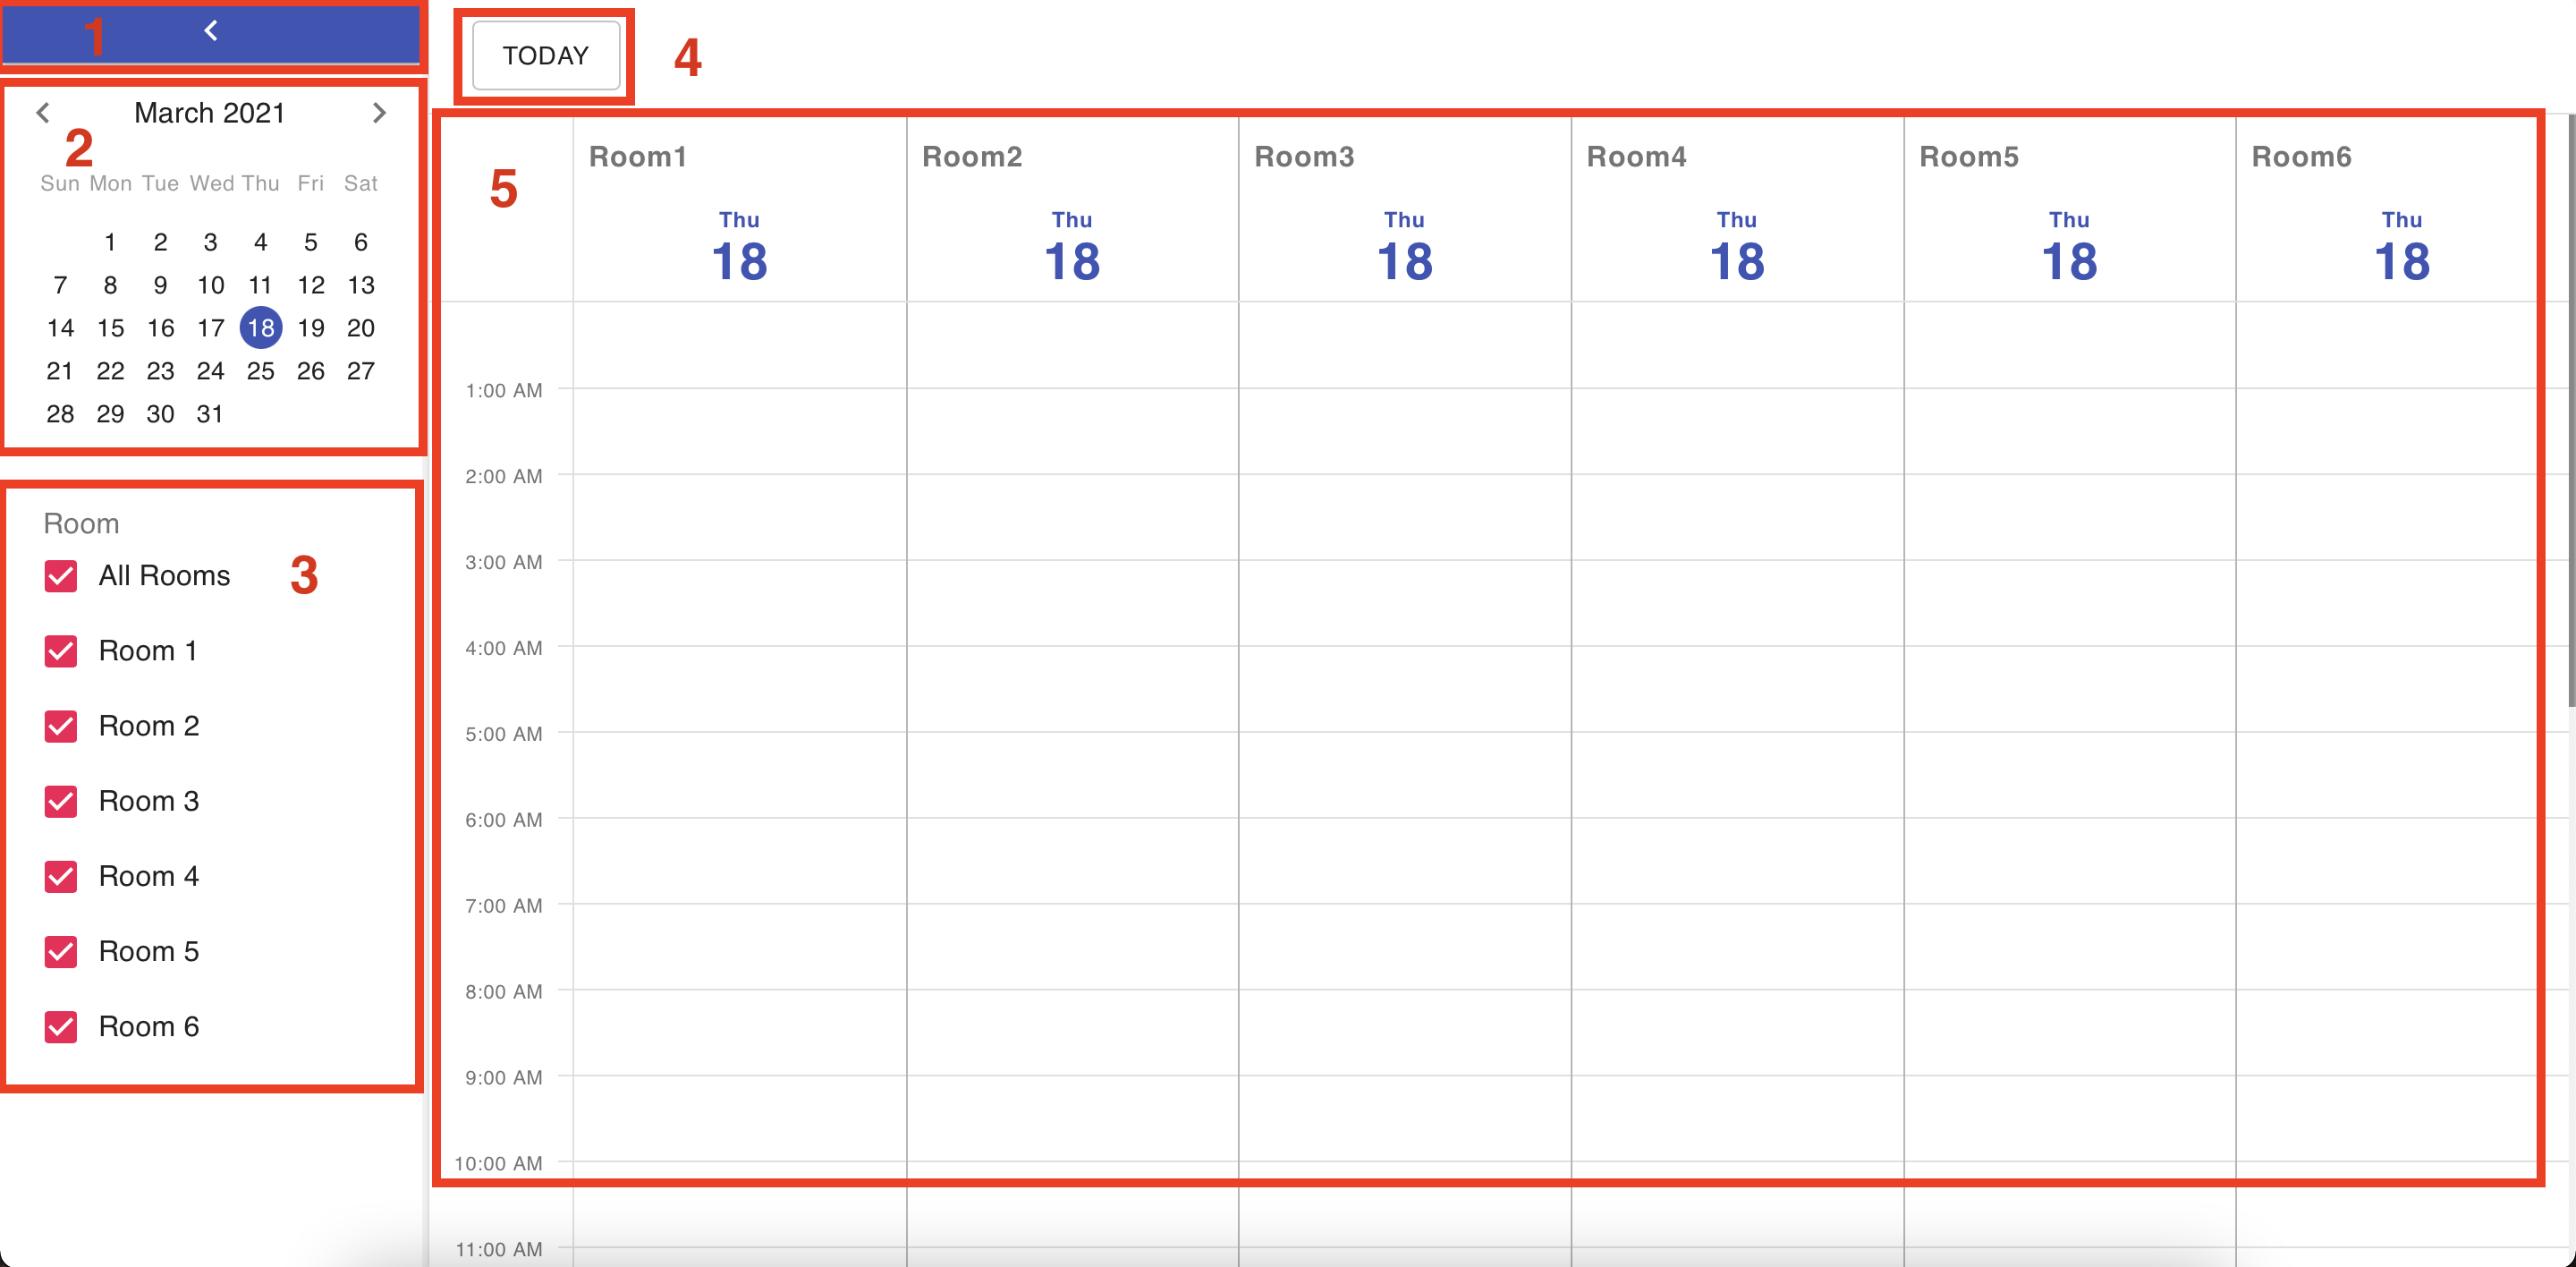 1
March 2021
2
Sun Mon Tue Wed Thu Fri Sat
1 2 3 4 5 6
7 8 9 10 11 12 13
14 15 16 17 18 19 20
21 22 23 24 25 26 27
28 29 30 31
Room
All Rooms
3
Room 1
Room 2
Room 3
Room 4
Room 5
Room 6
TODAY
4
5
Room1 Room2 Room3 Room4 Room5 Room6
Thu Thu Thu Thu Thu Thu
18 18 18 18 18 18
1:00 AM
2:00 AM
3:00 AM
4:00 AM
5:00 AM
6:00 AM
7:00 AM
8:00 AM
9:00 AM
10:00 AM
11:00 AM